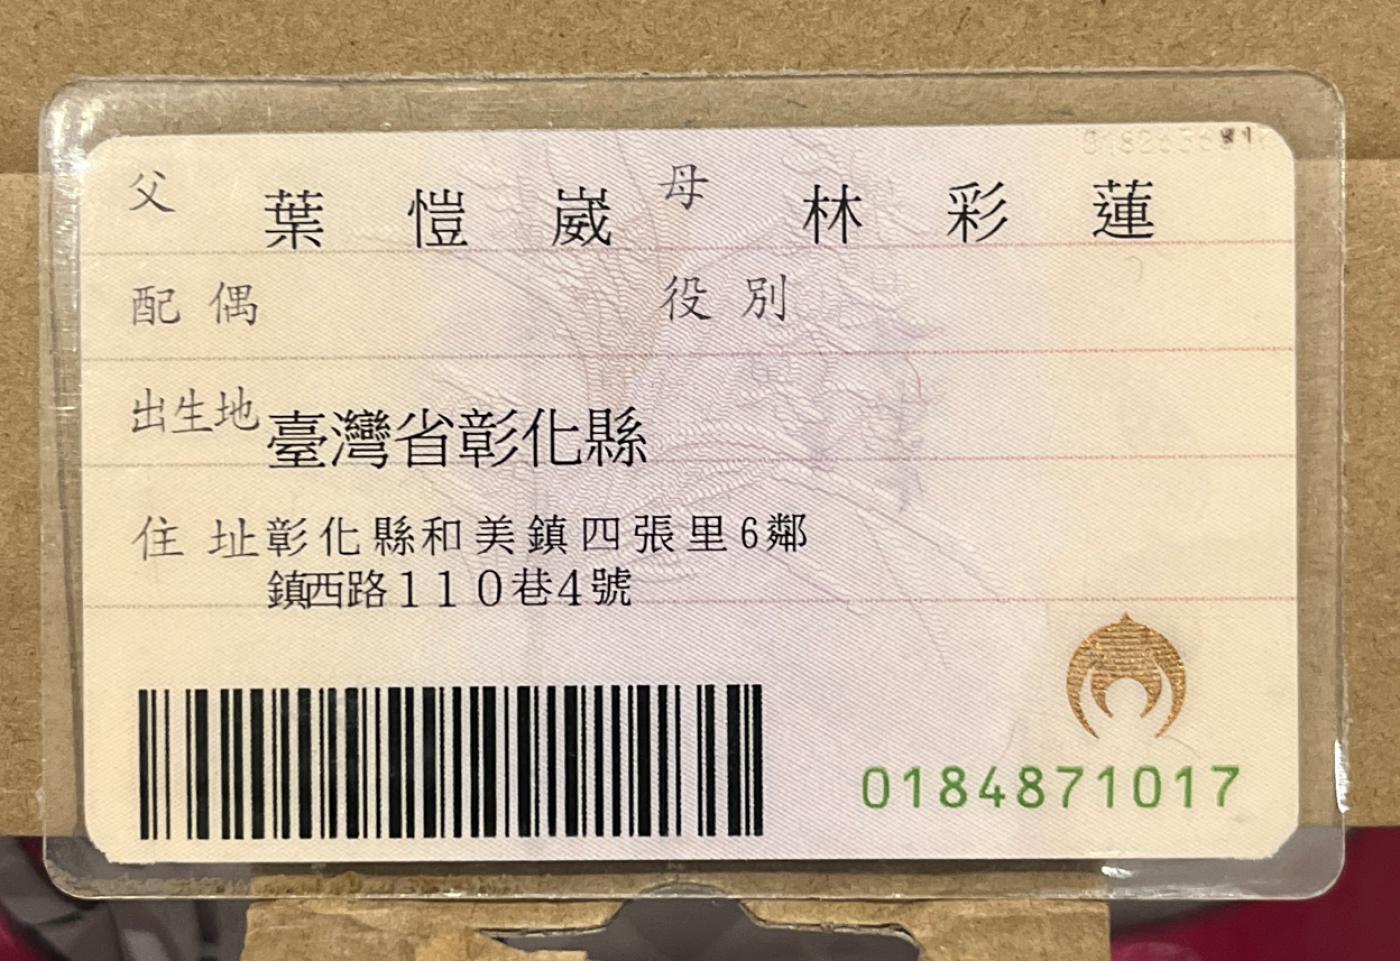 父 葉愷崴 母 林彩蓮
配偶 役別
出生地 臺灣省彰化縣
住址 彰化縣和美鎮四張里6鄰
鎮西路110巷4號
0184871017